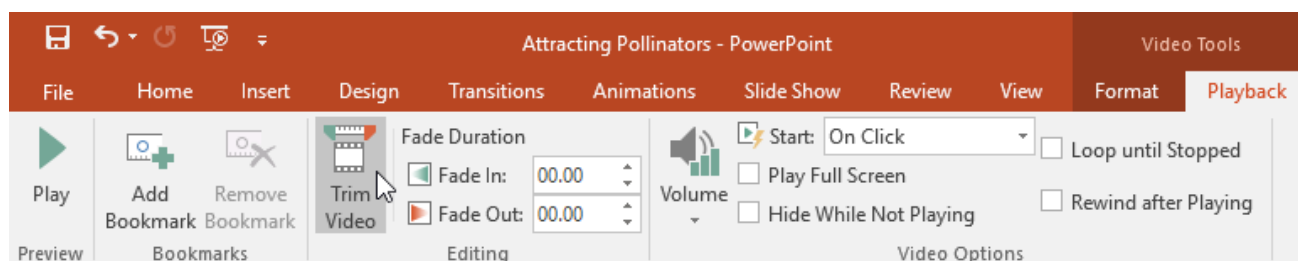 Attracting Pollinators - PowerPoint
Video Tools
File Home Insert Design Transitions Animations Slide Show Review View Format Playback
Play
Add Bookmark
Remove Bookmark
Trim Video
Fade Duration
Fade In: 00.00
Fade Out: 00.00
Volume
Start: On Click
Play Full Screen
Hide While Not Playing
Loop until Stopped
Rewind after Playing
Preview
Bookmarks
Editing
Video Options